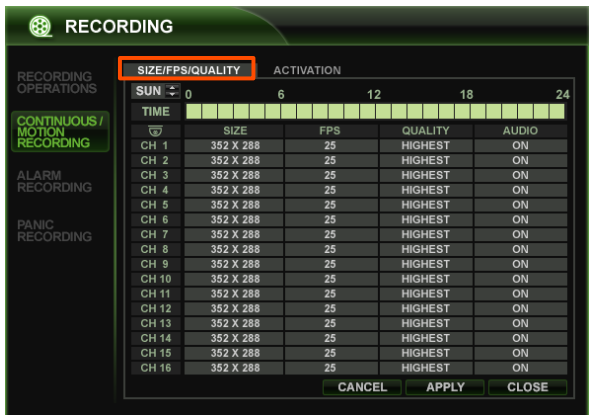 RECORDING
SIZE/FPS/QUALITY ACTIVATION
RECORDING
OPERATIONS
CONTINUOUS /
MOTION
RECORDING
ALARM
RECORDING
PANIC
RECORDING
SUN 0 6 12 18 24
TIME
SIZE FPS QUALITY AUDIO
CH 1 352 X 288 25 HIGHEST ON
CH 2 352 X 288 25 HIGHEST ON
CH 3 352 X 288 25 HIGHEST ON
CH 4 352 X 288 25 HIGHEST ON
CH 5 352 X 288 25 HIGHEST ON
CH 6 352 X 288 25 HIGHEST ON
CH 7 352 X 288 25 HIGHEST ON
CH 8 352 X 288 25 HIGHEST ON
CH 9 352 X 288 25 HIGHEST ON
CH 10 352 X 288 25 HIGHEST ON
CH 11 352 X 288 25 HIGHEST ON
CH 12 352 X 288 25 HIGHEST ON
CH 13 352 X 288 25 HIGHEST ON
CH 14 352 X 288 25 HIGHEST ON
CH 15 352 X 288 25 HIGHEST ON
CH 16 352 X 288 25 HIGHEST ON
CANCEL APPLY CLOSE